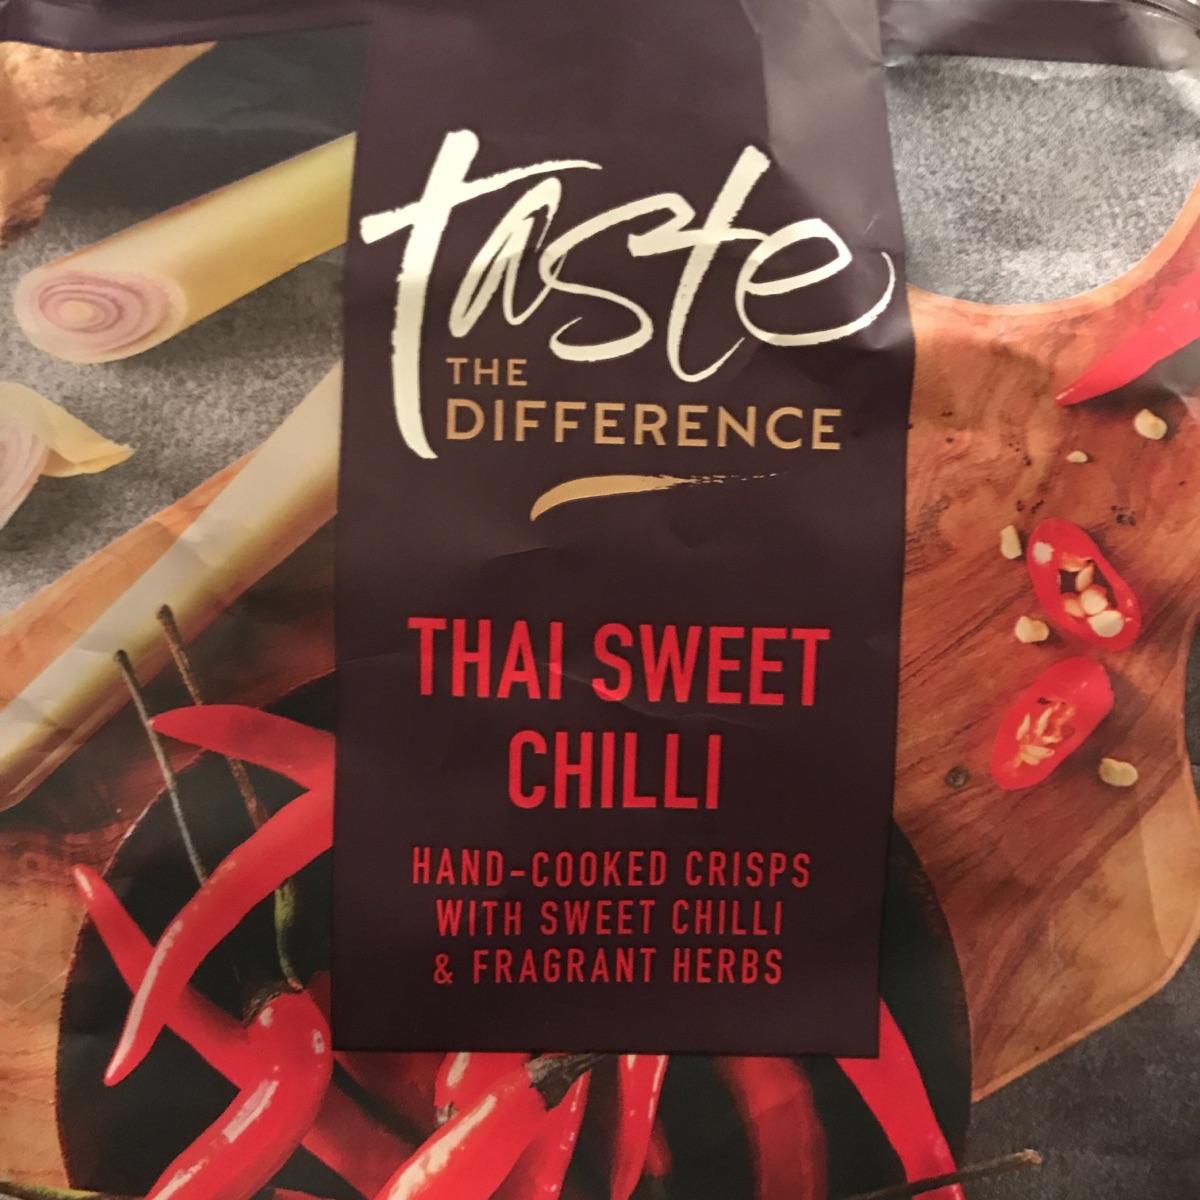 taste
THE
DIFFERENCE
THAI SWEET
CHILLI
HAND-COOKED CRISPS
WITH SWEET CHILLI
& FRAGRANT HERBS